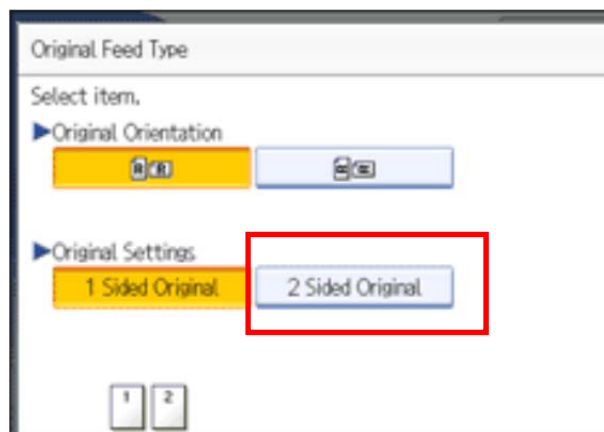 Original Feed Type
Select item.
►Original Orientation
R R
►Original Settings
1 Sided Original 2 Sided Original
1 2